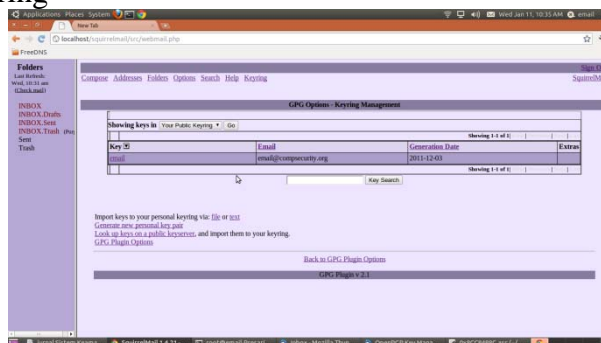 ring
Applications Places System Wed Jan 11, 10:35 AM email
New Tab
localhost/squirrelmail/src/webmail.php
FreeDNS
Folders
Last Refresh:
Wed, 10:31 am
(Check mail)
INBOX
INBOX.Drafts
INBOX.Sent
INBOX.Trash
Sent
Trash
Compose Addresses Folders Options Search Help Keyring
GPG Options - Keyring Management
Showing keys in Your Public Keyring Go
Showing 1-1 of 1
Key Email Generation Date Extras
email email@compsecurity.org 2011-12-03
Showing 1-1 of 1
Key Search
Import keys to your personal keyring via: file or text
Generate new personal key pair
Look up keys on a public keyserver, and import them to your keyring.
GPG Plugin Options
Back to GPG Plugin Options
GPG Plugin v 2.1